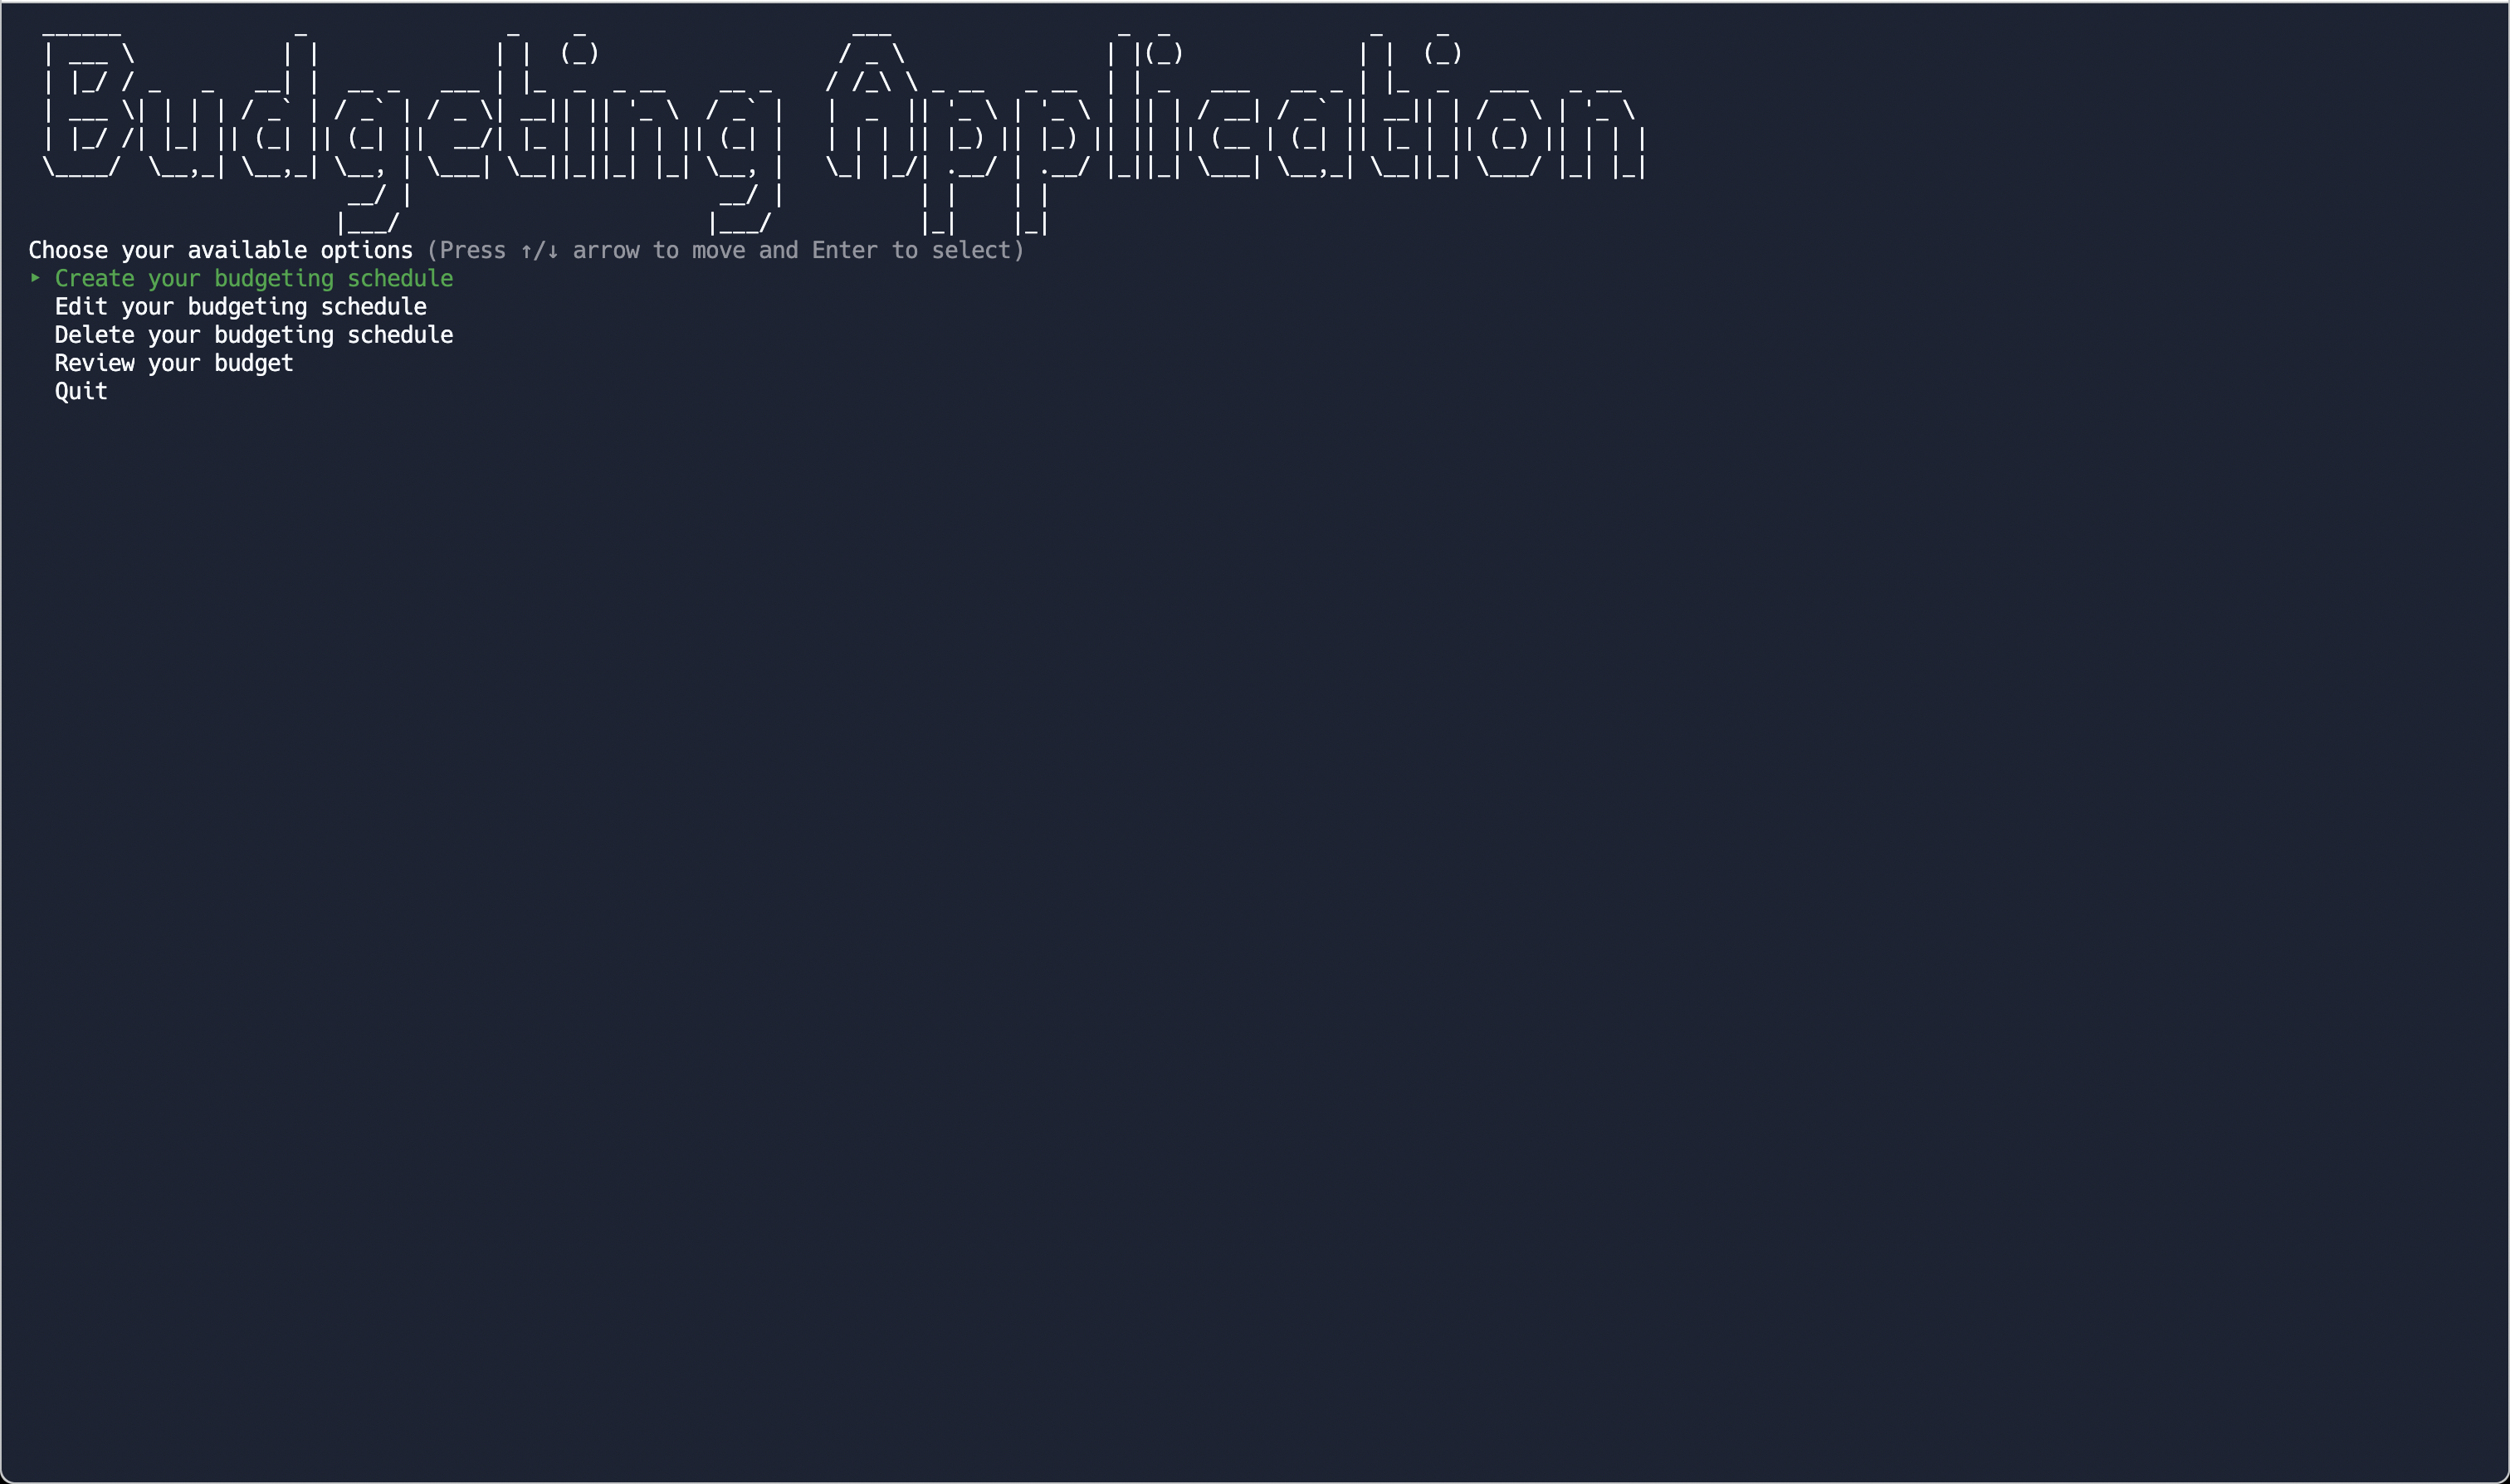 Budgeting Application
Choose your available options (Press ↑/↓ arrow to move and Enter to select)
‣ Create your budgeting schedule
Edit your budgeting schedule
Delete your budgeting schedule
Review your budget
Quit